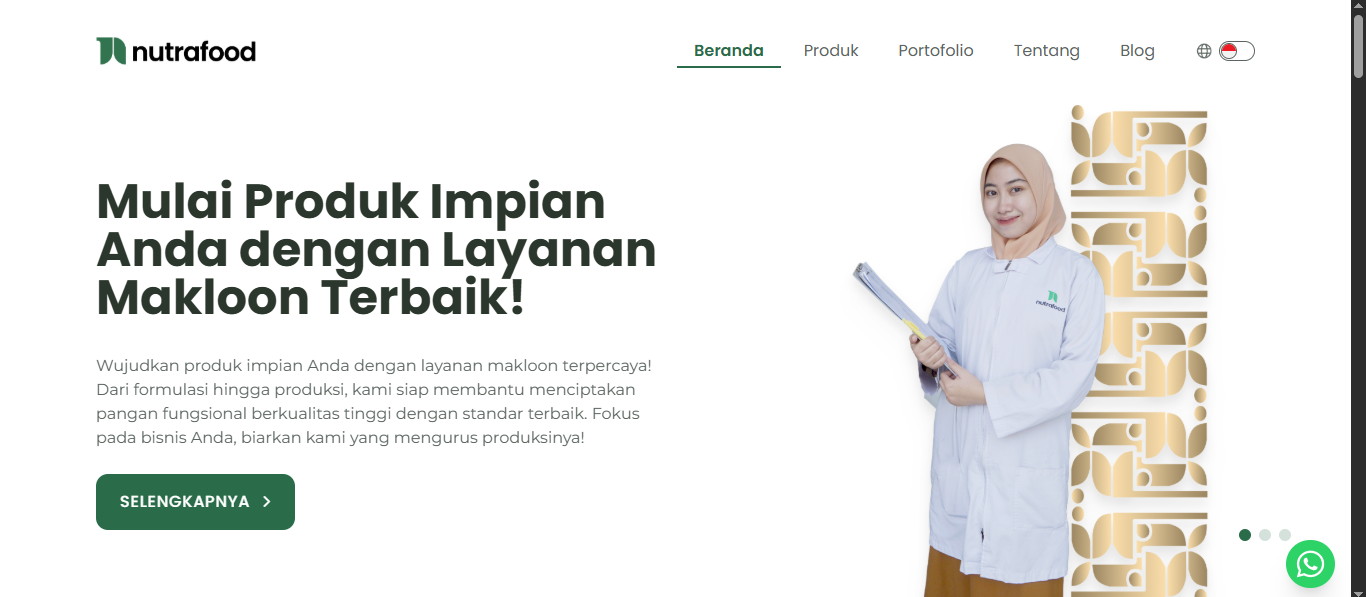 nutrafood
Beranda
Produk
Portofolio
Tentang
Blog
Mulai Produk Impian
Anda dengan Layanan
Makloon Terbaik!
nutrafood
Wujudkan produk impian Anda dengan layanan makloon terpercaya!
Dari formulasi hingga produksi, kami siap membantu menciptakan
pangan fungsional berkualitas tinggi dengan standar terbaik. Fokus
pada bisnis Anda, biarkan kami yang mengurus produksinya!
SELENGKAPNYA